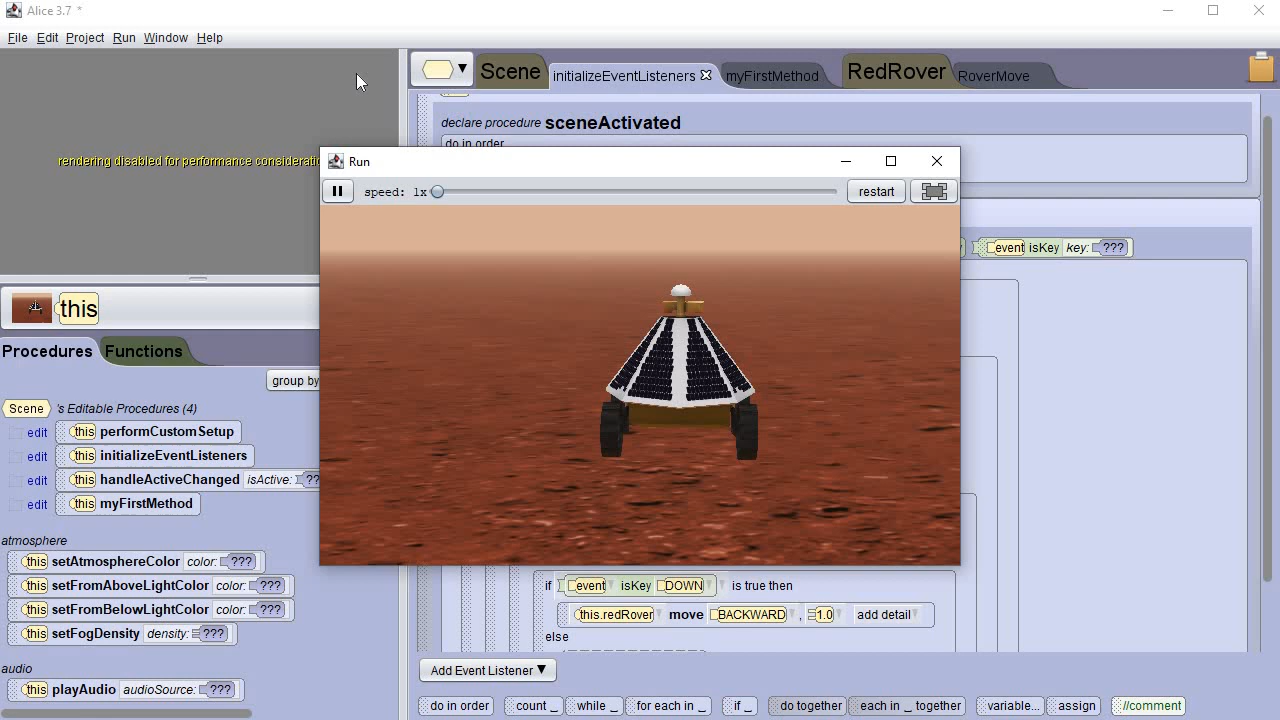 Alice 3.7 *
File Edit Project Run Window Help
Scene initializeEventListeners myFirstMethod RedRover RoverMove
declare procedure sceneActivated
do in order
rendering disabled for performance
Run
speed: 1x restart
event isKey key: ???
this
Procedures Functions
group by
Scene 's Editable Procedures (4)
edit this performCustomSetup
edit this initializeEventListeners
edit this handleActiveChanged isActive:
edit this myFirstMethod
atmosphere
this setAtmosphereColor color: ???
this setFromAboveLightColor color: ???
this setFromBelowLightColor color: ???
this setFogDensity density: ???
audio
this playAudio audioSource: ???
if event isKey DOWN is true then
this.redRover move BACKWARD , 1.0 add detail
else
Add Event Listener
do in order count _ while _ for each in _ if _ do together each in _ together variable... assign //comment